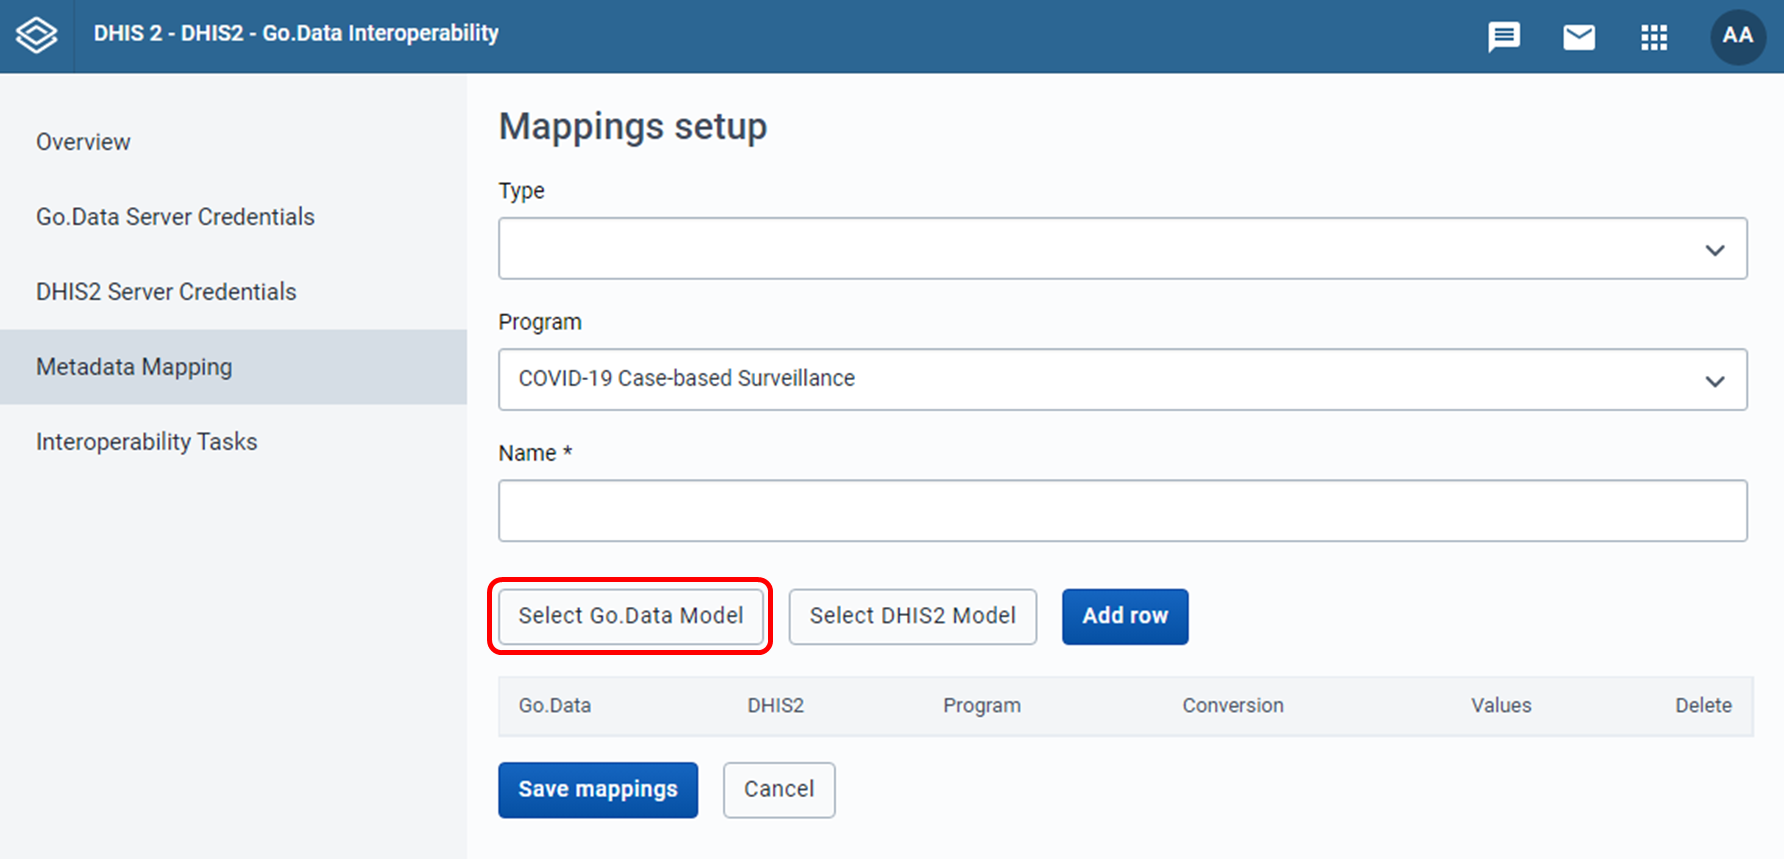 DHIS 2 - DHIS2 - Go.Data Interoperability
AA
Overview
Go.Data Server Credentials
DHIS2 Server Credentials
Metadata Mapping
Interoperability Tasks
Mappings setup
Type
Program
COVID-19 Case-based Surveillance
Name *
Select Go.Data Model Select DHIS2 Model Add row
Go.Data DHIS2 Program Conversion Values Delete
Save mappings Cancel